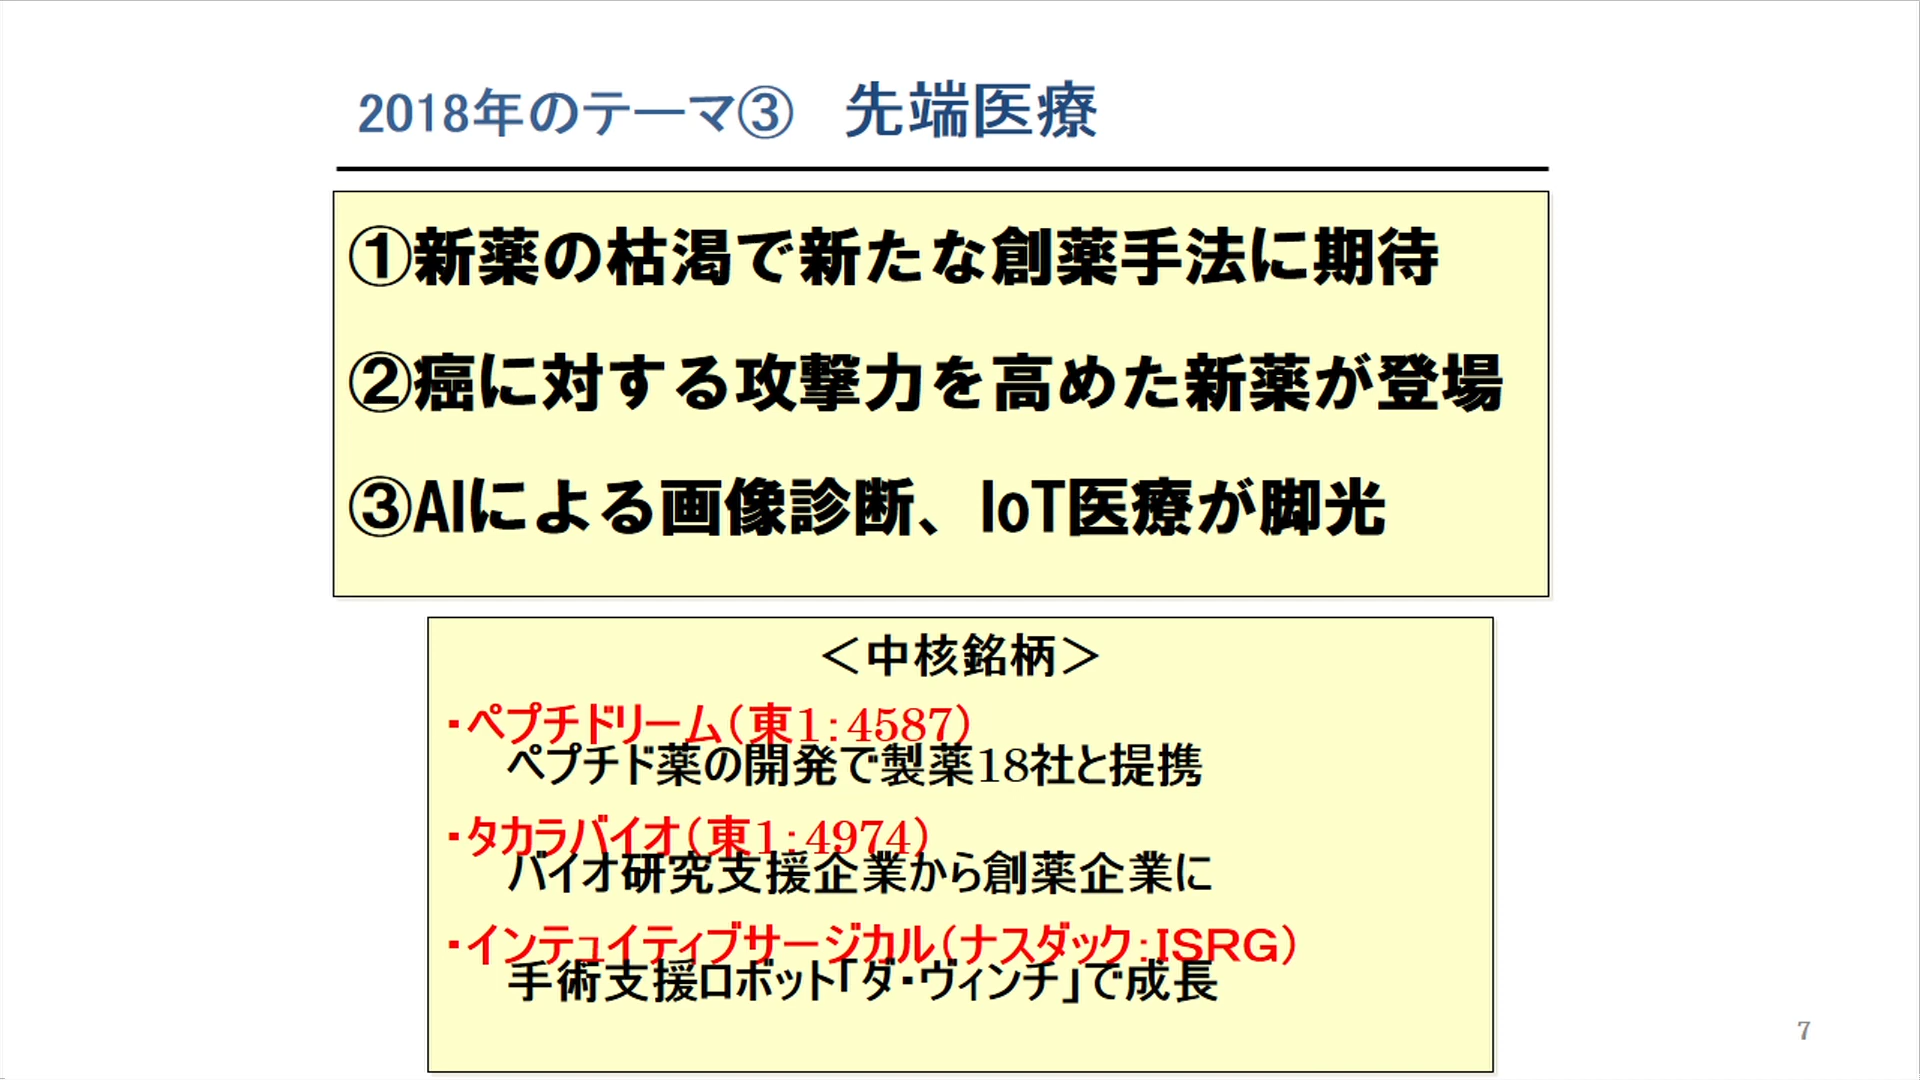 2018年のテーマ③　先端医療
①新薬の枯渇で新たな創薬手法に期待
②癌に対する攻撃力を高めた新薬が登場
③AIによる画像診断、IoT医療が脚光
＜中核銘柄＞
・ペプチドリーム（東1：4587）
ペプチド薬の開発で製薬18社と提携
・タカラバイオ（東1：4974）
バイオ研究支援企業から創薬企業に
・インテュイティブサージカル（ナスダック：ISRG）
手術支援ロボット「ダ・ヴィンチ」で成長
7